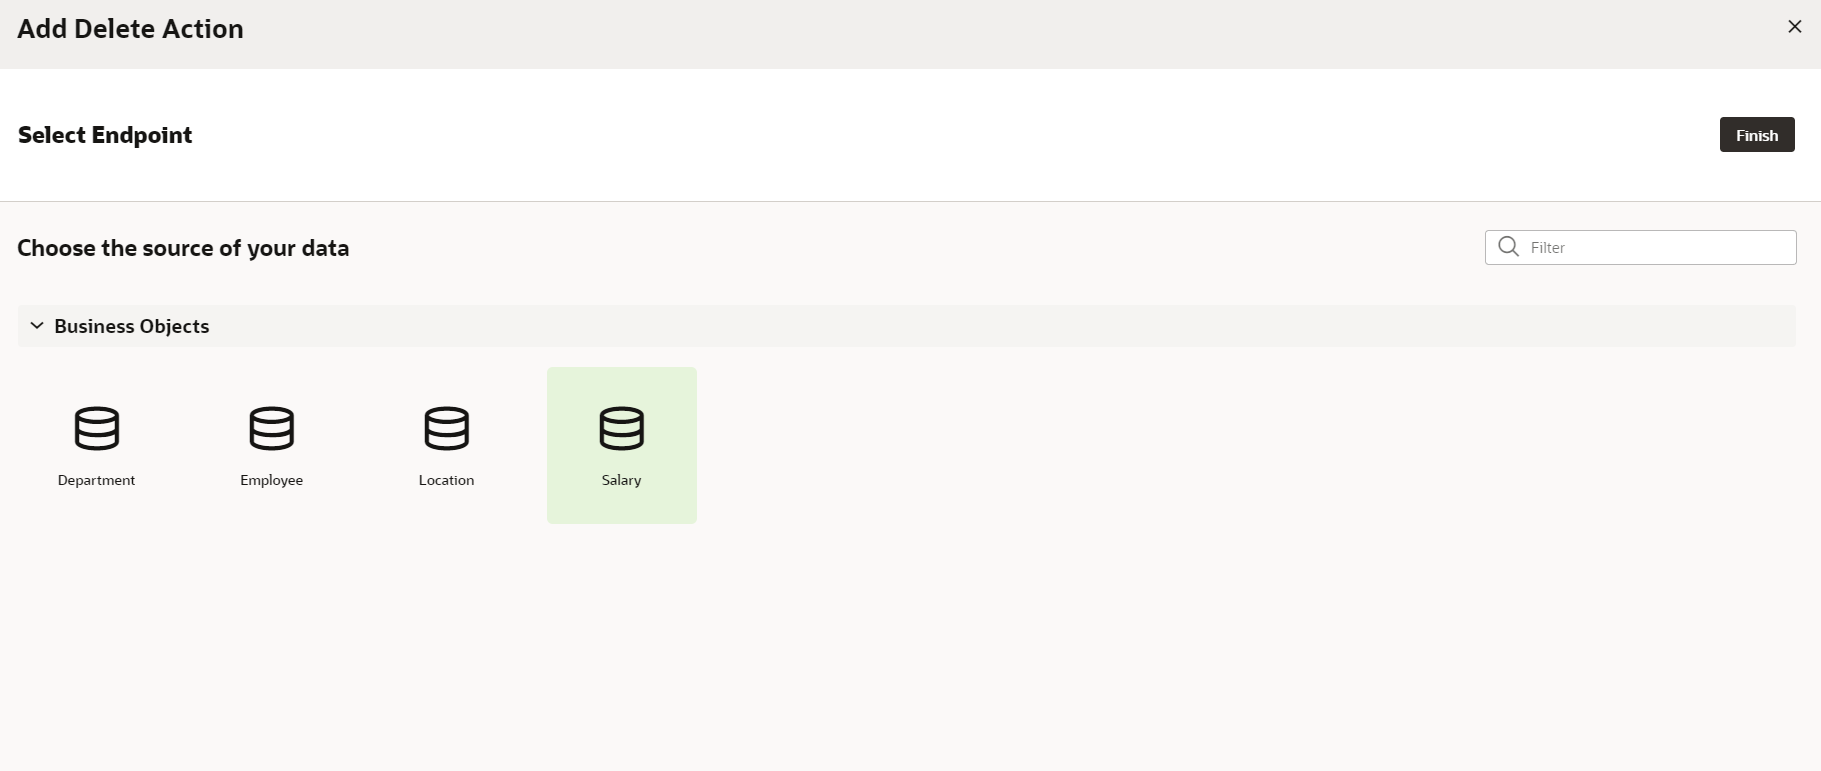 Add Delete Action
Select Endpoint
Finish
Choose the source of your data
Filter
Business Objects
Department
Employee
Location
Salary